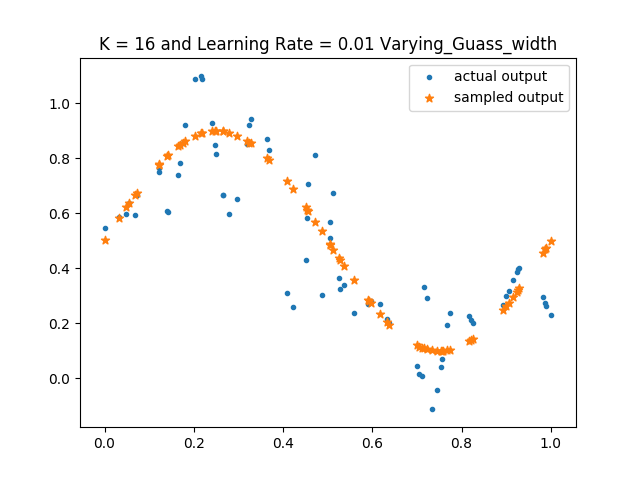 K = 16 and Learning Rate = 0.01 Varying_Guass_width
actual output
sampled output
1.0
0.8
0.6
0.4
0.2
0.0
0.0 0.2 0.4 0.6 0.8 1.0